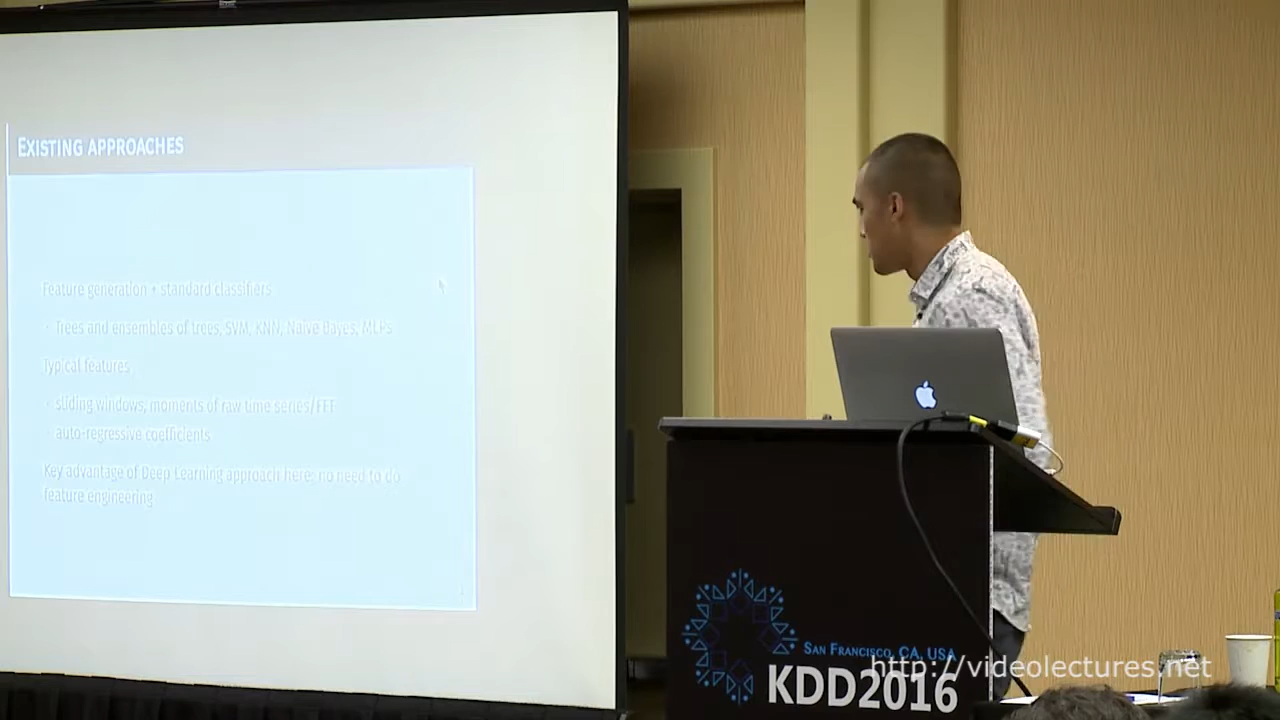 EXISTING APPROACHES
Feature generation + standard classifiers
· Trees and ensembles of trees, SVM, KNN, Naive Bayes, MLPs
Typical features
· sliding windows, moments of raw time series/FFT
· auto-regressive coefficients
Key advantage of Deep Learning approach here: no need to do
feature engineering
SAN FRANCISCO, CA, USA
KDD2016
http://videolectures.net